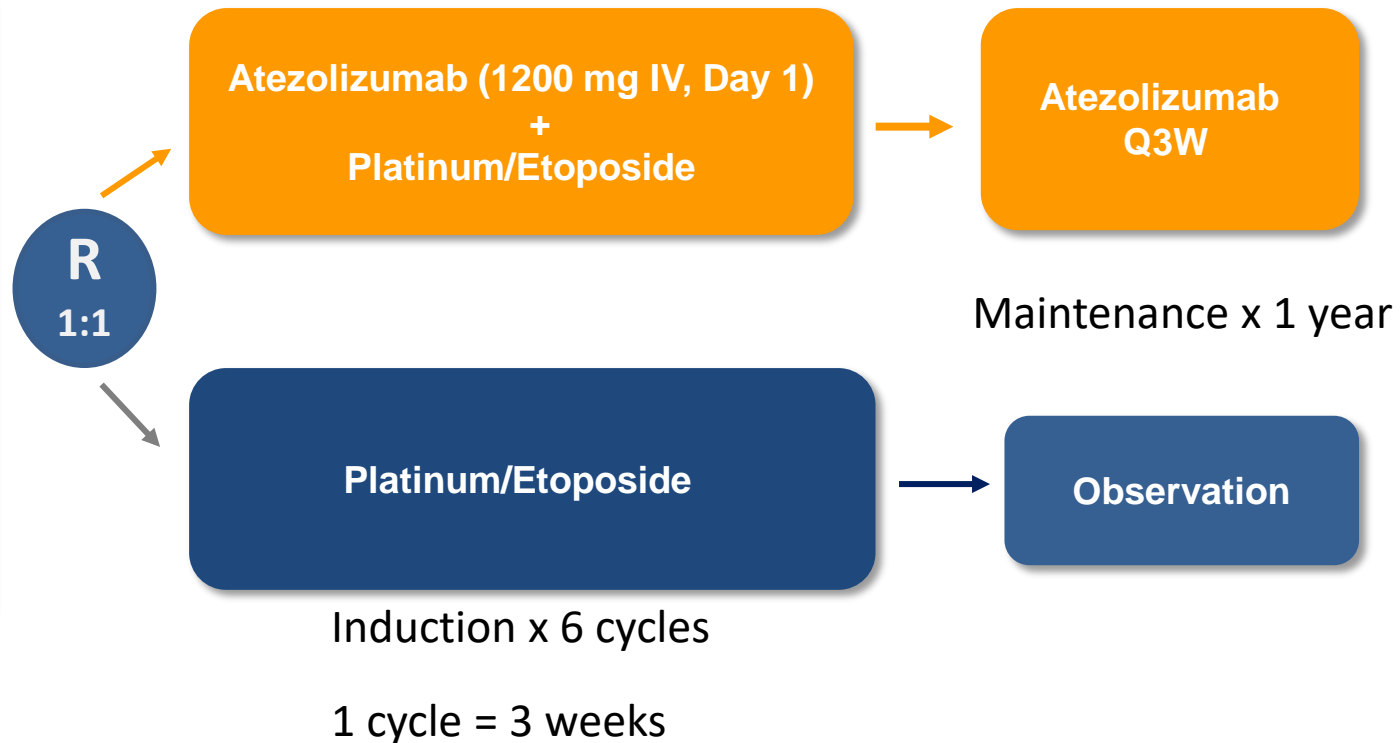 Atezolizumab (1200 mg IV, Day 1)
+
Platinum/Etoposide
Atezolizumab
Q3W
R
1:1
Maintenance x 1 year
Platinum/Etoposide
Observation
Induction x 6 cycles
1 cycle = 3 weeks